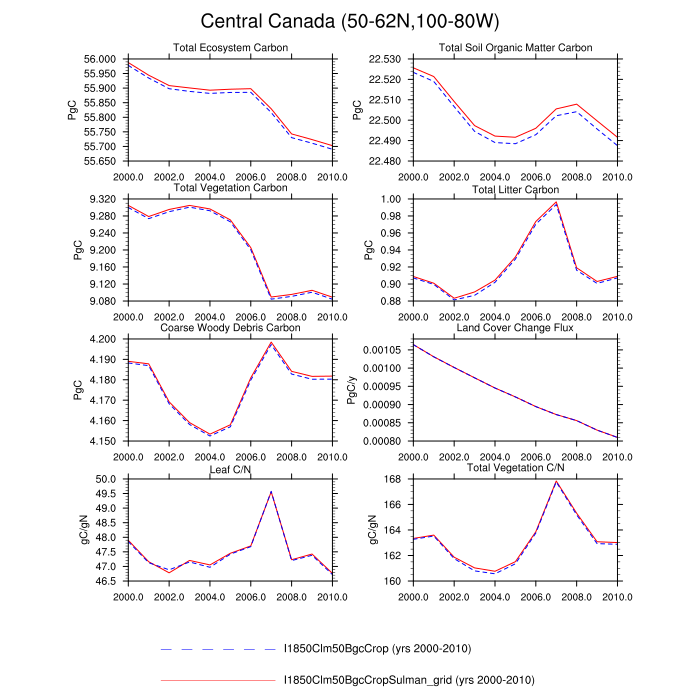 Central Canada (50-62N,100-80W)
Total Ecosystem Carbon
PgC
56.000
55.950
55.900
55.850
55.800
55.750
55.700
55.650
2000.0 2002.0 2004.0 2006.0 2008.0 2010.0
Total Soil Organic Matter Carbon
PgC
22.530
22.520
22.510
22.500
22.490
22.480
2000.0 2002.0 2004.0 2006.0 2008.0 2010.0
Total Vegetation Carbon
PgC
9.320
9.280
9.240
9.200
9.160
9.120
9.080
2000.0 2002.0 2004.0 2006.0 2008.0 2010.0
Total Litter Carbon
PgC
1.00
0.98
0.96
0.94
0.92
0.90
0.88
2000.0 2002.0 2004.0 2006.0 2008.0 2010.0
Coarse Woody Debris Carbon
PgC
4.200
4.190
4.180
4.170
4.160
4.150
2000.0 2002.0 2004.0 2006.0 2008.0 2010.0
Land Cover Change Flux
PgC/y
0.00105
0.00100
0.00095
0.00090
0.00085
0.00080
2000.0 2002.0 2004.0 2006.0 2008.0 2010.0
Leaf C/N
gC/gN
50.0
49.5
49.0
48.5
48.0
47.5
47.0
46.5
2000.0 2002.0 2004.0 2006.0 2008.0 2010.0
Total Vegetation C/N
gC/gN
168
166
164
162
160
2000.0 2002.0 2004.0 2006.0 2008.0 2010.0
I1850Clm50BgcCrop (yrs 2000-2010)
I1850Clm50BgcCropSulman_grid (yrs 2000-2010)